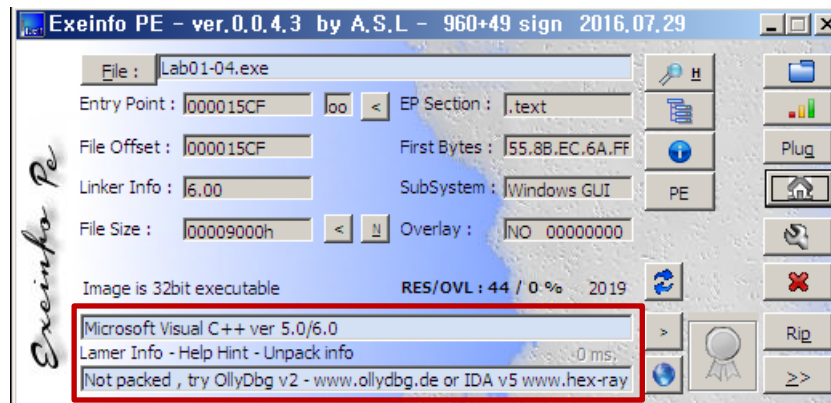 Exeinfo PE - ver.0.0.4.3 by A.S.L - 960+49 sign 2016.07.29
File : Lab01-04.exe H
Entry Point : 000015CF oo < EP Section : .text
File Offset : 000015CF First Bytes : 55.8B.EC.6A.FF Plug
Linker Info : 6.00 SubSystem : Windows GUI PE
File Size : 00009000h < N Overlay : NO 00000000
Image is 32bit executable RES/OVL : 44 / 0 % 2019
Microsoft Visual C++ ver 5.0/6.0 > Rip
Lamer Info - Help Hint - Unpack info 0 ms.
Not packed , try OllyDbg v2 - www.ollydbg.de or IDA v5 www.hex-ray >>
Exeinfo Pe